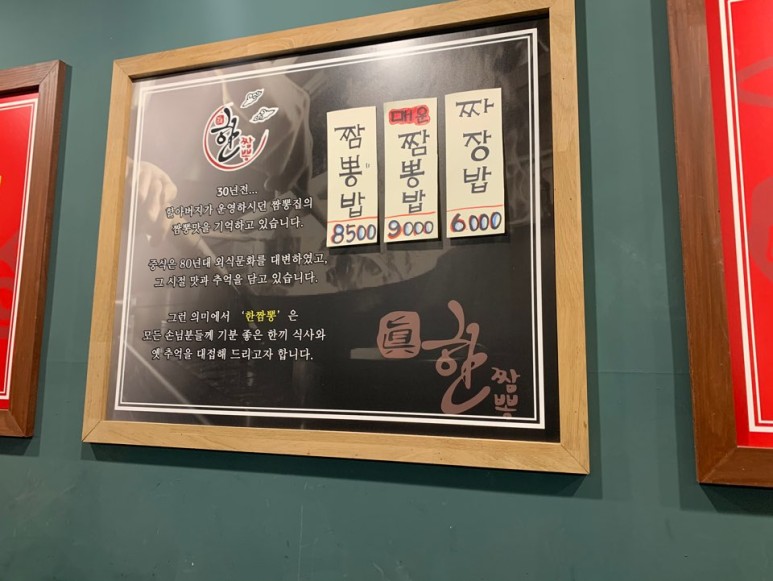 한
짬뽕
30년전...
할아버지가 운영하시던 짬뽕집의
짬뽕맛을 기억하고 있습니다.
중식은 80년대 외식문화를 대변하였고,
그 시절 맛과 추억을 담고 있습니다.
그런 의미에서 ‘한짬뽕’은
모든 손님분들께 기분 좋은 한끼 식사와
옛 추억을 대접해 드리고자 합니다.
짬뽕밥
8500
매운
짬뽕밥
9000
짜장밥
6000
眞
한
짬뽕